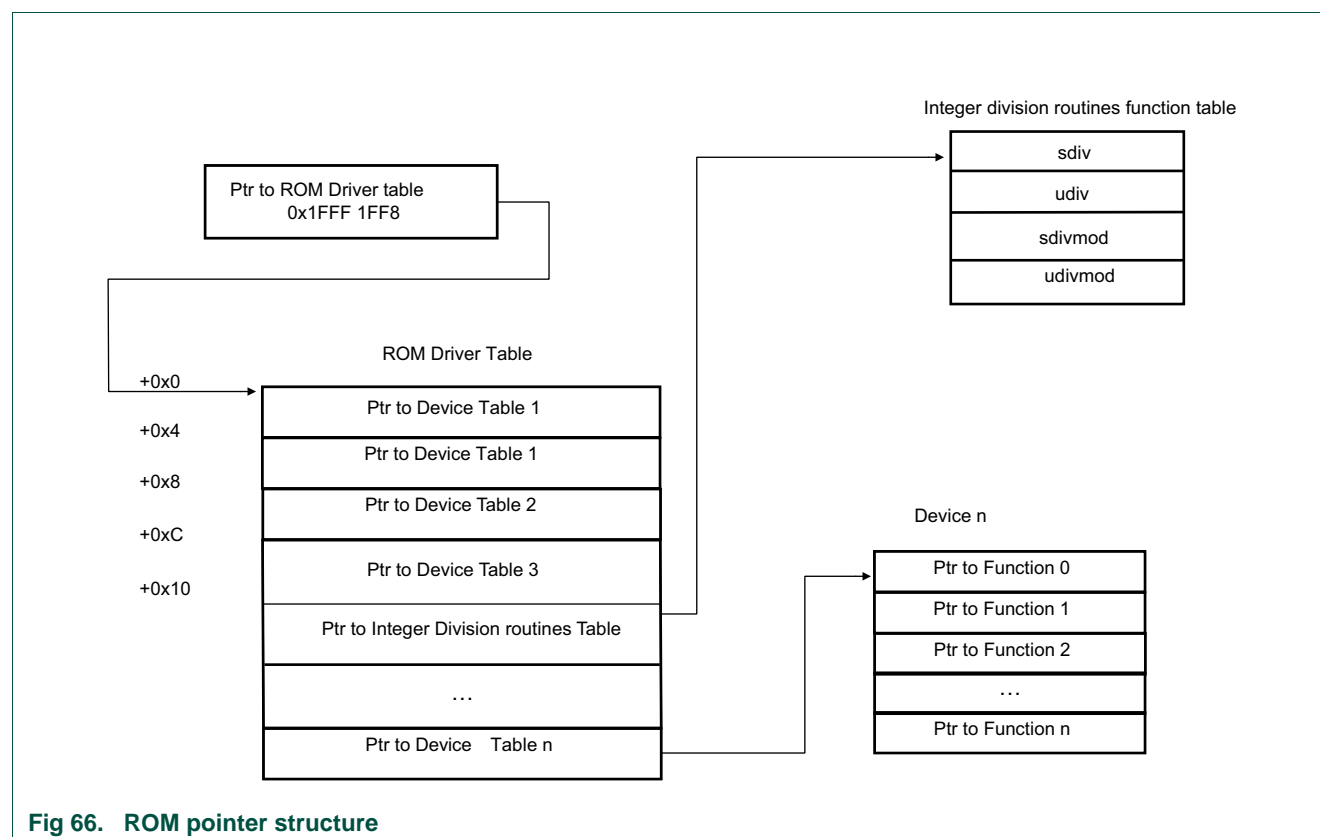 Integer division routines function table
sdiv
udiv
sdivmod
udivmod
Ptr to ROM Driver table
0x1FFF 1FF8
ROM Driver Table
+0x0
Ptr to Device Table 1
+0x4
Ptr to Device Table 1
+0x8
Ptr to Device Table 2
+0xC
Ptr to Device Table 3
+0x10
Ptr to Integer Division routines Table
...
Ptr to Device Table n
Device n
Ptr to Function 0
Ptr to Function 1
Ptr to Function 2
...
Ptr to Function n
Fig 66. ROM pointer structure